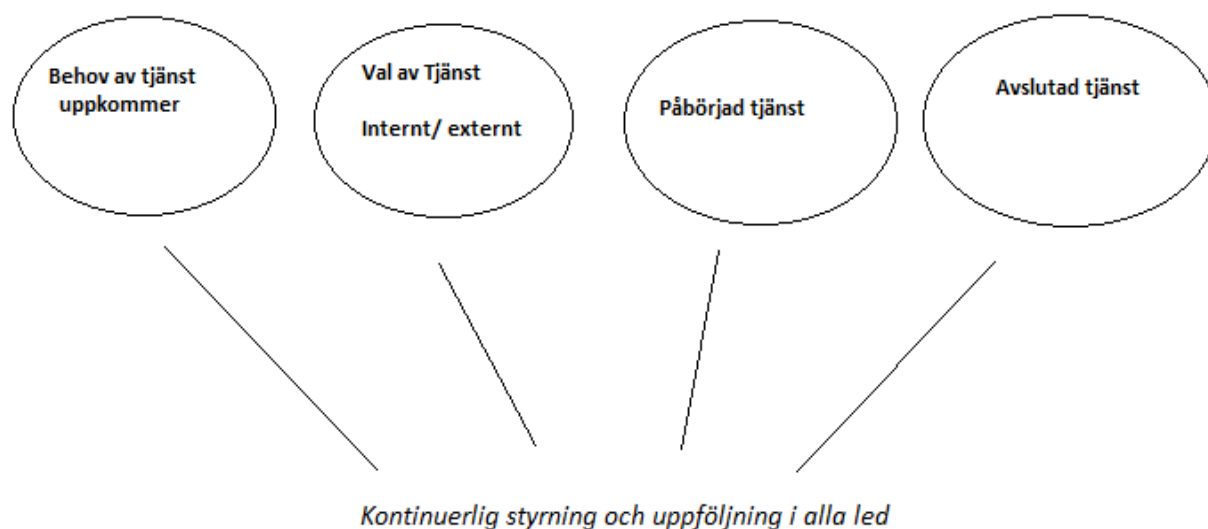 Behov av tjänst
uppkommer
Val av Tjänst
Internt/ externt
Påbörjad tjänst
Avslutad tjänst
Kontinuerlig styrning och uppföljning i alla led